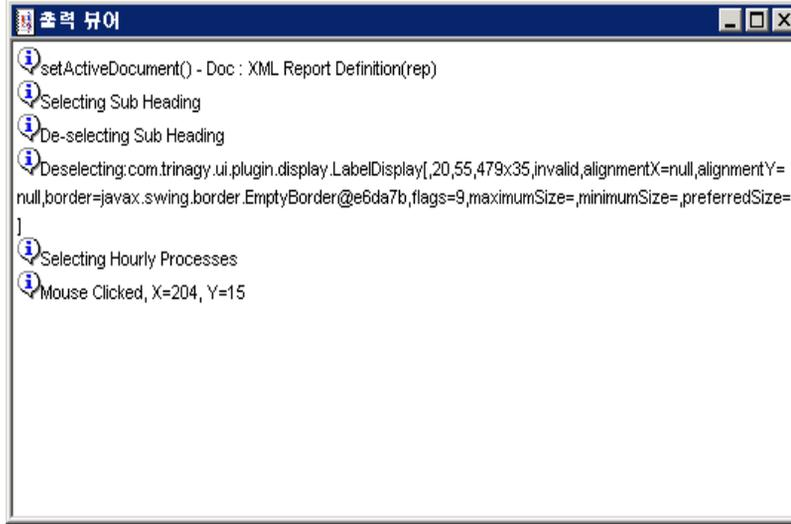 출력 뷰어
setActiveDocument() - Doc : XML Report Definition(rep)
Selecting Sub Heading
De-selecting Sub Heading
Deselecting:com.trinagy.ui.plugin.display.LabelDisplay[,20,55,479x35,invalid,alignmentX=null,alignmentY=
null,border=javax.swing.border.EmptyBorder@e6da7b,flags=9,maximumSize=,minimumSize=,preferredSize=
]
Selecting Hourly Processes
Mouse Clicked, X=204, Y=15